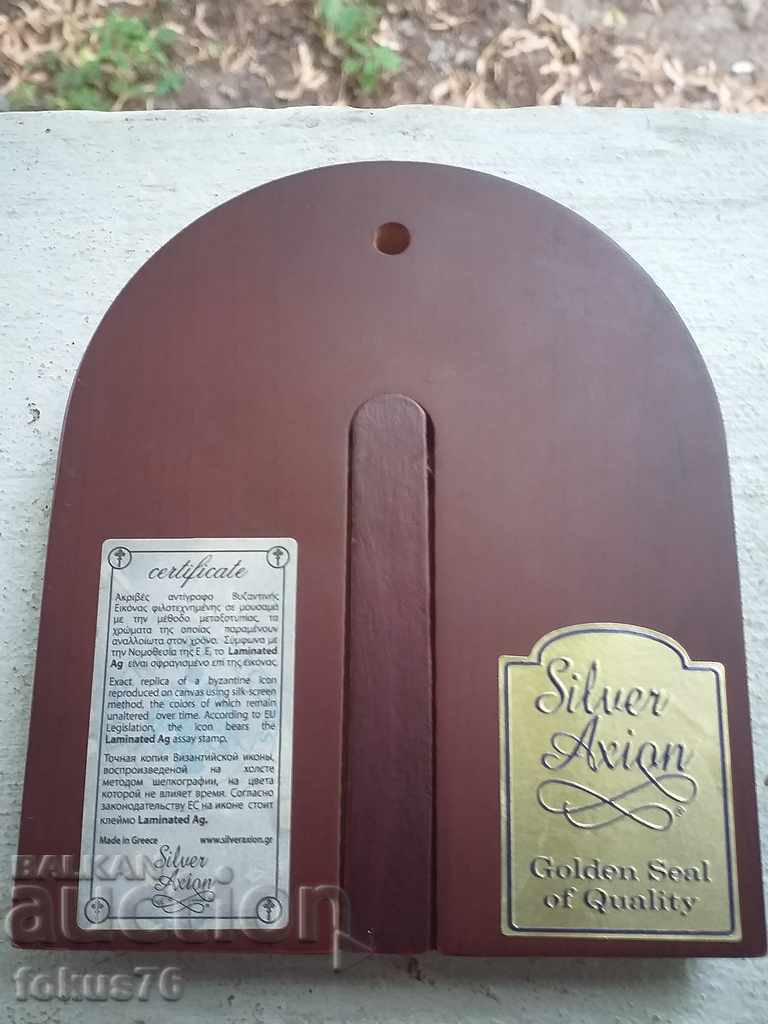 certificate
Ακριβές αντίγραφο Βυζαντινής
Εικόνας φιλοτεχνημένης σε μουσαμά
με την μέθοδο μεταξοτυπίας, τα
χρώματα της οποίας παραμένουν
αναλλοίωτα στον χρόνο. Σύμφωνα με
την Νομοθεσία της Ε.Ε, το Laminated
Ag είναι σφραγισμένο επί της εικόνας.
Exact replica of a byzantine icon
reproduced on canvas using silk-screen
method, the colors of which remain
unaltered over time. According to EU
Legislation, the icon bears the
Laminated Ag assay stamp.
Точная копия Византийской иконы,
воспроизведеной на холсте
методом шелкографии, на цвета
которой не влияет время. Согласно
законодательству ЕС на иконе стоит
клеймо Laminated Ag.
Made in Greece www.silveraxion.gr
Silver
Axion
Silver
Axion
Golden Seal
of Quality
BALKAN
auction
fokus76